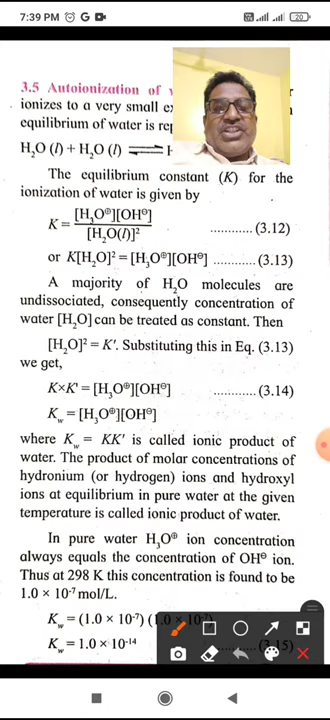 7:39 PM G 20
3.5 Autoionization of
ionizes to a very small
equilibrium of water is
H₂O (l) + H₂O (l) ⇌
The equilibrium constant (K) for the
ionization of water is given by
K = [H₃O⊕][OH⊖] / [H₂O(l)]² ............ (3.12)
or K[H₂O]² = [H₃O⊕][OH⊖] ............ (3.13)
A majority of H₂O molecules are
undissociated, consequently concentration of
water [H₂O] can be treated as constant. Then
[H₂O]² = K'. Substituting this in Eq. (3.13)
we get,
K×K' = [H₃O⊕][OH⊖] ............ (3.14)
Kw = [H₃O⊕][OH⊖]
where Kw = KK' is called ionic product of
water. The product of molar concentrations of
hydronium (or hydrogen) ions and hydroxyl
ions at equilibrium in pure water at the given
temperature is called ionic product of water.
In pure water H₃O⊕ ion concentration
always equals the concentration of OH⊖ ion.
Thus at 298 K this concentration is found to be
1.0 × 10⁻⁷ mol/L.
Kw = (1.0 × 10⁻⁷) (1.0 × 10⁻⁷)
Kw = 1.0 × 10⁻¹⁴ (3.15)